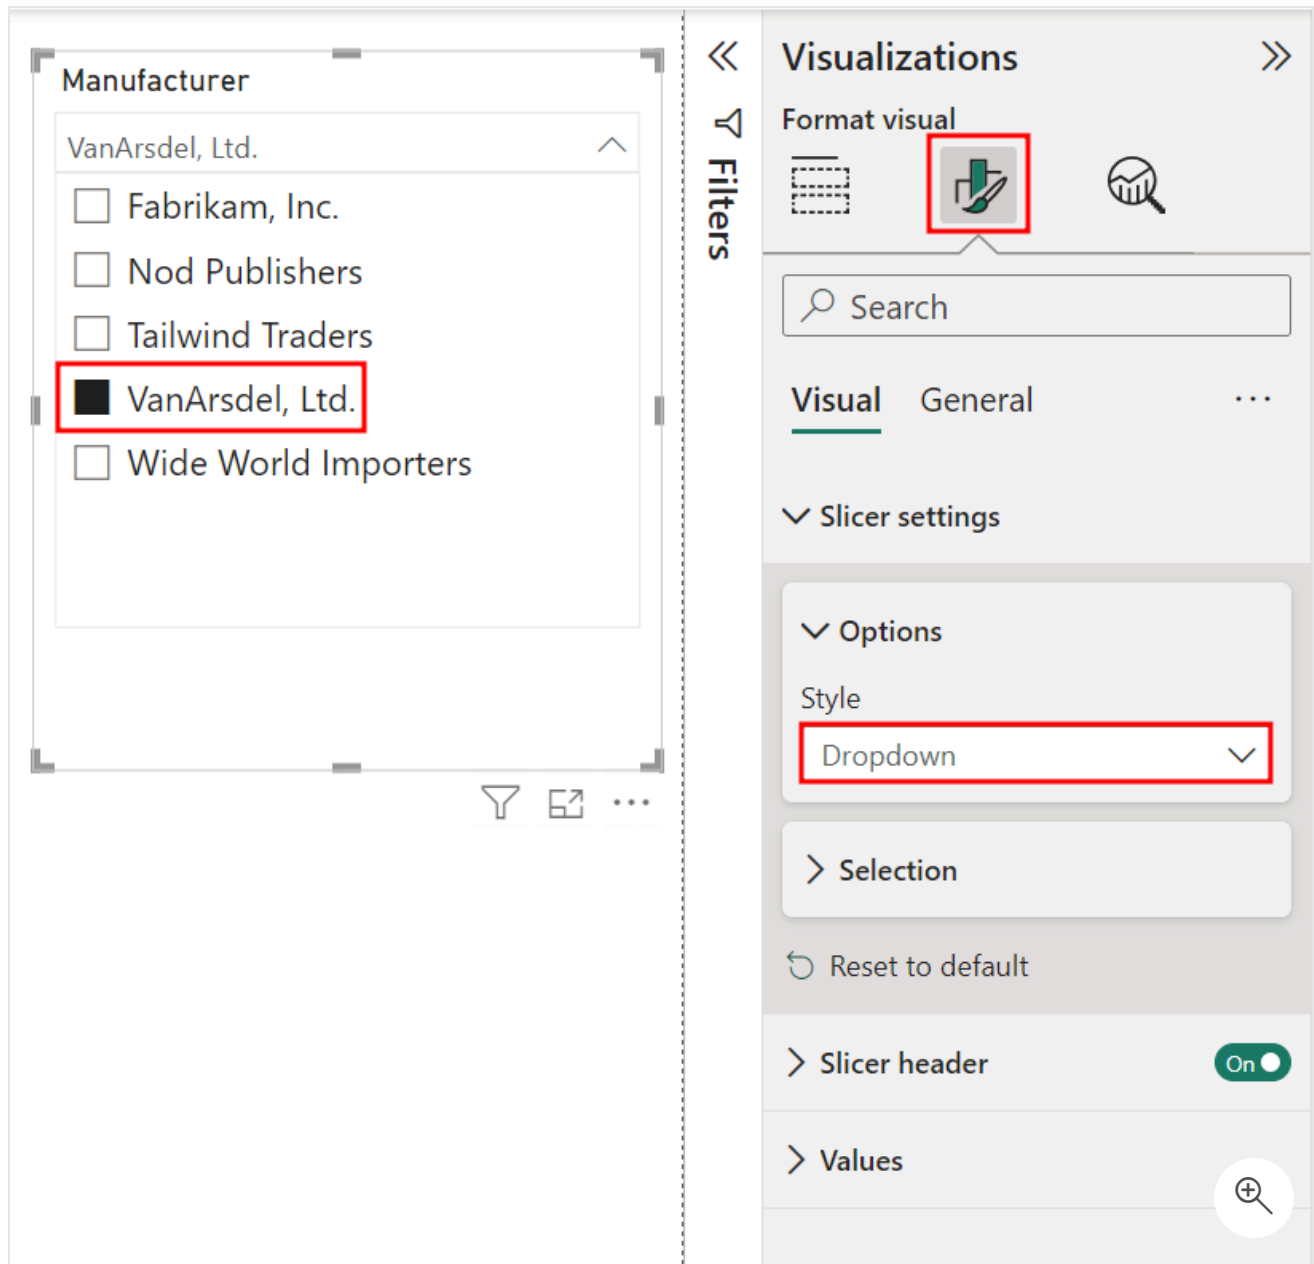 Manufacturer
VanArsdel, Ltd.
Fabrikam, Inc.
Nod Publishers
Tailwind Traders
VanArsdel, Ltd.
Wide World Importers
Filters
Visualizations
Format visual
Search
Visual General
Slicer settings
Options
Style
Dropdown
Selection
Reset to default
Slicer header On
Values